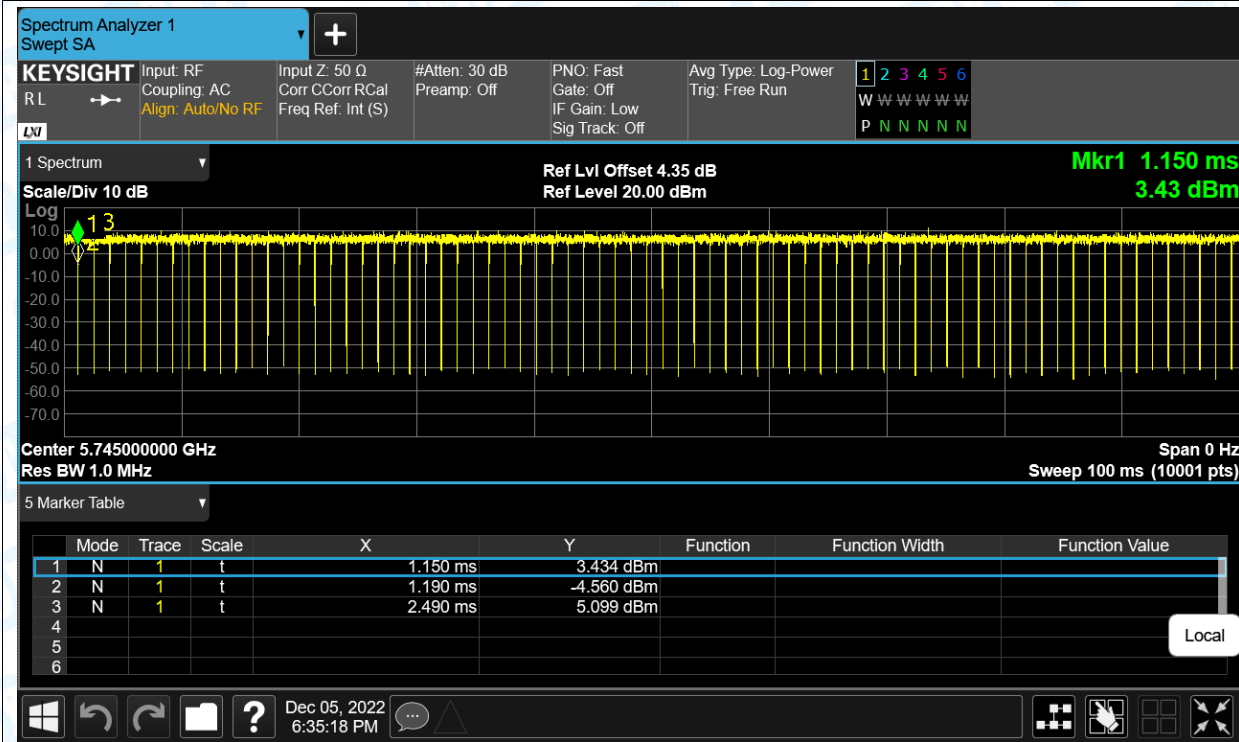 Spectrum Analyzer 1
Swept SA
KEYSIGHT
R L
LXI
Input: RF
Coupling: AC
Align: Auto/No RF
Input Z: 50 Ω
Corr CCorr RCal
Freq Ref: Int (S)
#Atten: 30 dB
Preamp: Off
PNO: Fast
Gate: Off
IF Gain: Low
Sig Track: Off
Avg Type: Log-Power
Trig: Free Run
1 2 3 4 5 6
W W W W W W
P N N N N N
1 Spectrum
Scale/Div 10 dB
Ref Lvl Offset 4.35 dB
Ref Level 20.00 dBm
Mkr1 1.150 ms
3.43 dBm
Log
1 3
2
10.0
0.00
-10.0
-20.0
-30.0
-40.0
-50.0
-60.0
-70.0
Center 5.745000000 GHz
Span 0 Hz
Res BW 1.0 MHz
Sweep 100 ms (10001 pts)
5 Marker Table
Mode Trace Scale X Y Function Function Width Function Value
1 N 1 t 1.150 ms 3.434 dBm
2 N 1 t 1.190 ms -4.560 dBm
3 N 1 t 2.490 ms 5.099 dBm
4
5
6
Local
?
Dec 05, 2022
6:35:18 PM